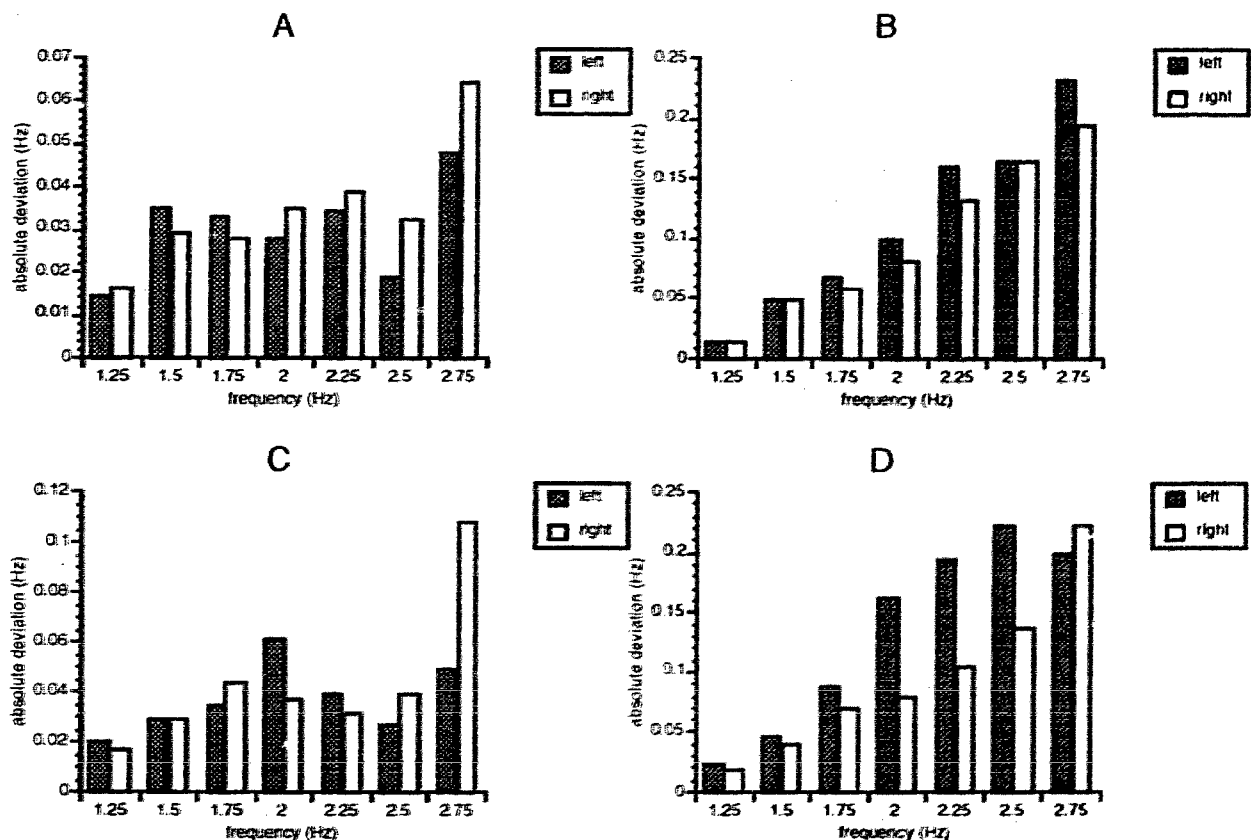 A
0.07
0.06
0.05
0.04
0.03
0.02
0.01
0
absolute deviation (Hz)
1.25 1.5 1.75 2 2.25 2.5 2.75
frequency (Hz)
left
right
B
0.25
0.2
0.15
0.1
0.05
0
absolute deviation (Hz)
1.25 1.5 1.75 2 2.25 2.5 2.75
frequency (Hz)
left
right
C
0.12
0.1
0.08
0.06
0.04
0.02
0
absolute deviation (Hz)
1.25 1.5 1.75 2 2.25 2.5 2.75
frequency (Hz)
left
right
D
0.25
0.2
0.15
0.1
0.05
0
absolute deviation (Hz)
1.25 1.5 1.75 2 2.25 2.5 2.75
frequency (Hz)
left
right